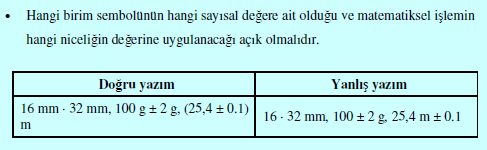 • Hangi birim sembolünün hangi sayısal değere ait olduğu ve matematiksel işlemin
hangi niceliğin değerine uygulanacağı açık olmalıdır.
Doğru yazım Yanlış yazım
16 mm · 32 mm, 100 g ± 2 g, (25,4 ± 0.1) 16 · 32 mm, 100 ± 2 g, 25,4 m ± 0.1
m